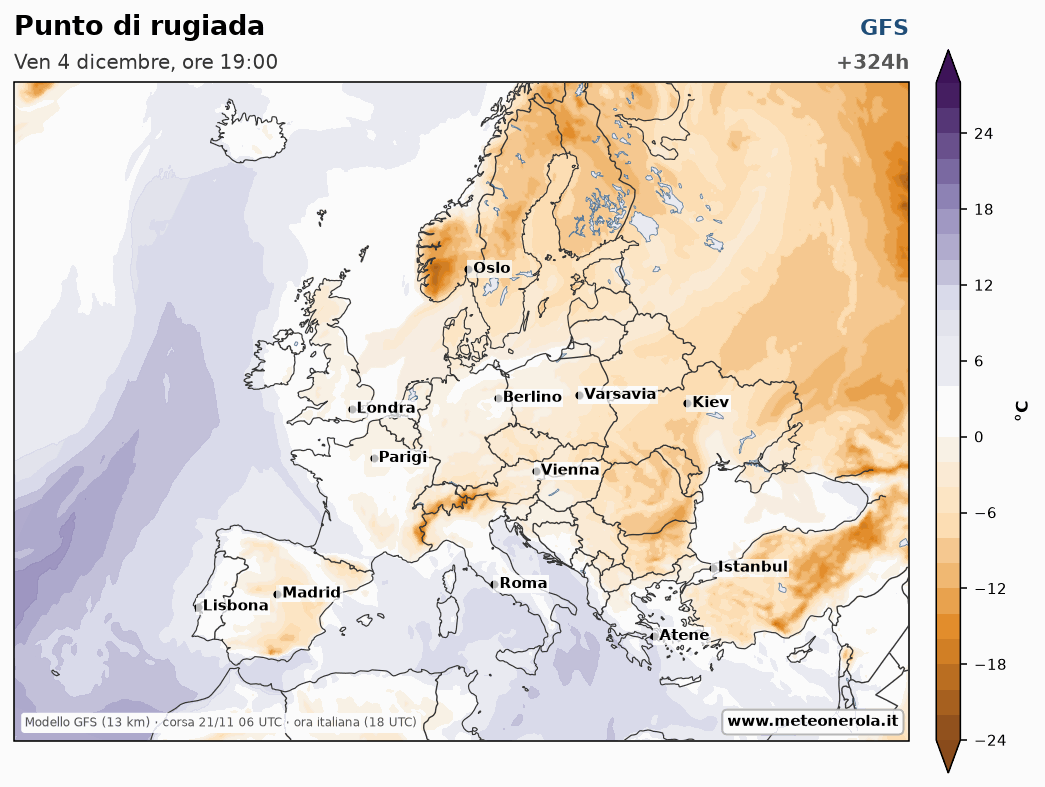 Punto di rugiada
GFS
Ven 4 dicembre, ore 19:00
+324h
24
18
12
6
0
−6
−12
−18
−24
°C
Oslo
Londra
Berlino
Varsavia
Kiev
Parigi
Vienna
Istanbul
Roma
Madrid
Lisbona
Atene
Modello GFS (13 km) · corsa 21/11 06 UTC · ora italiana (18 UTC)
www.meteonerola.it